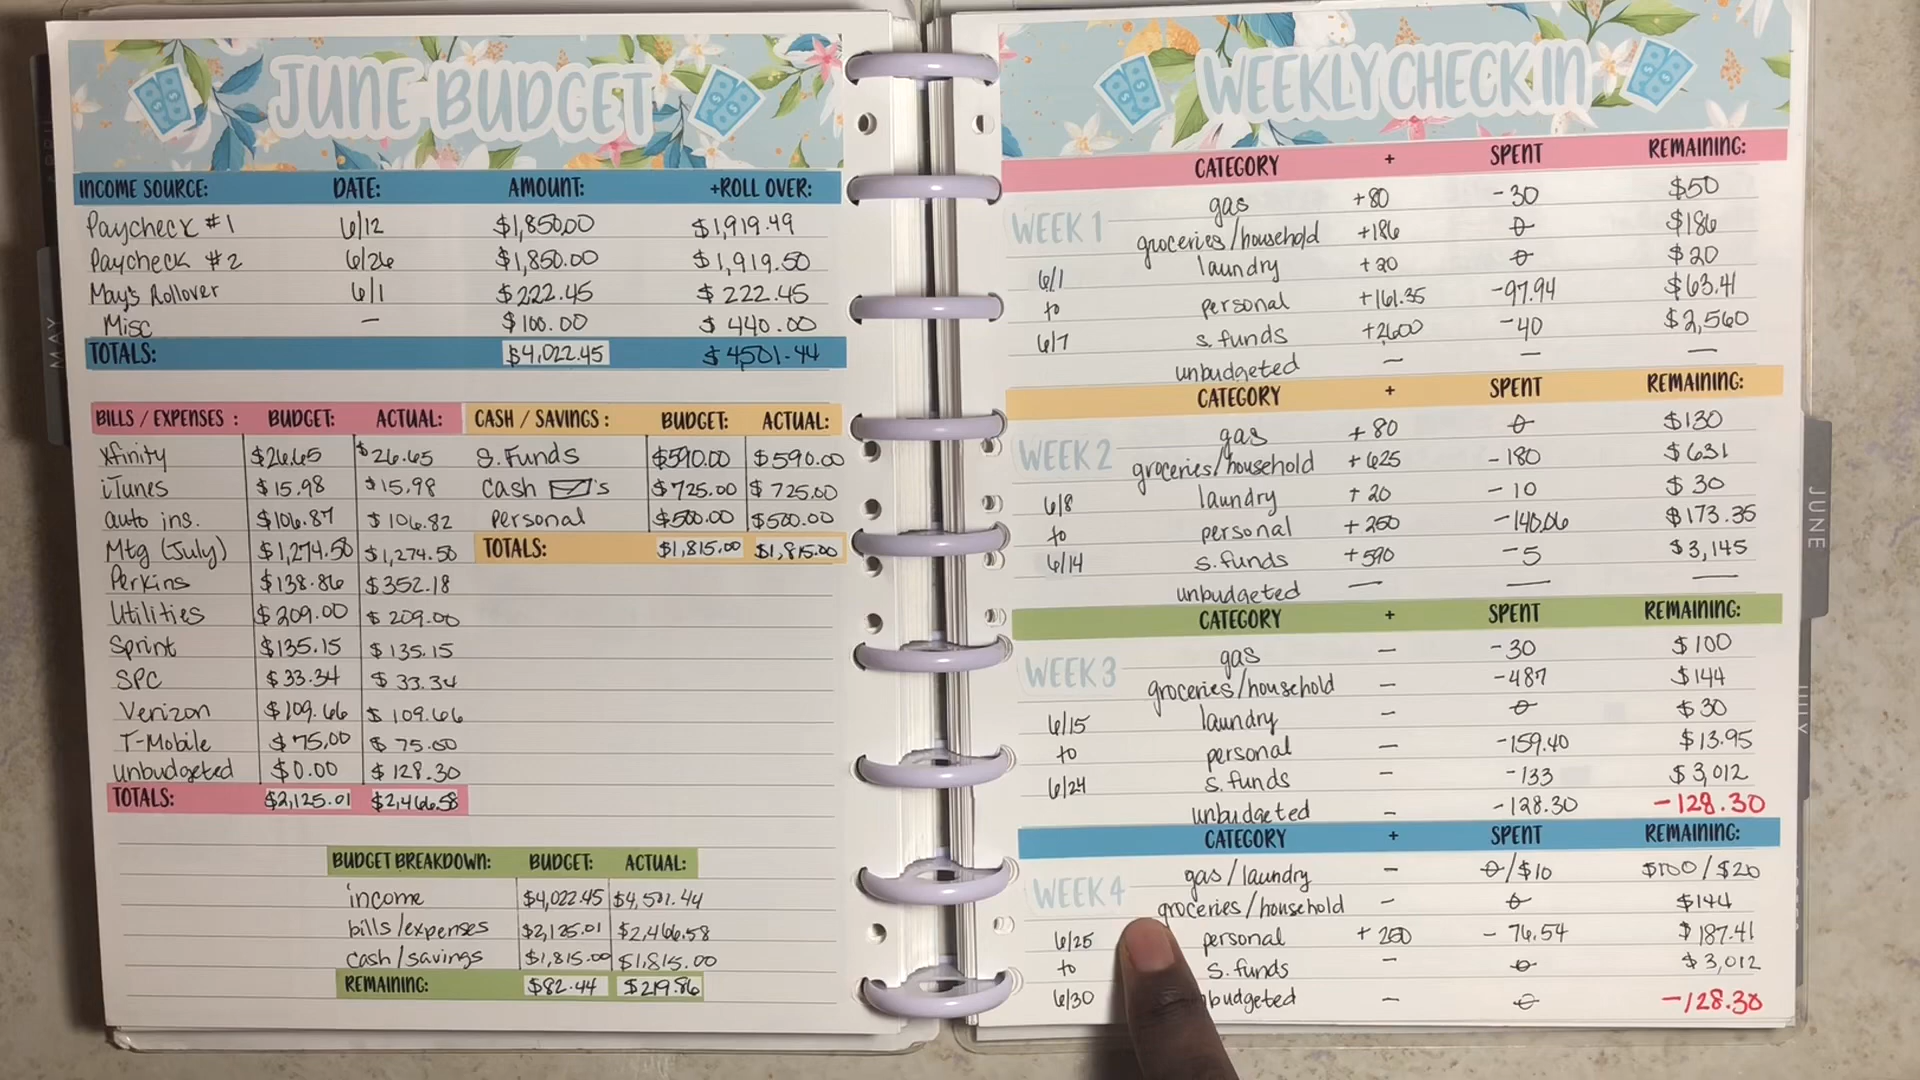 JUNE BUDGET
INCOME SOURCE: DATE: AMOUNT: +ROLL OVER:
Paycheck #1 6/12 $1,850.00 $1,919.49
Paycheck #2 6/26 $1,850.00 $1,919.50
May's Rollover 6/1 $222.45 $222.45
Misc — $100.00 $440.00
TOTALS: $4,022.45 $4501.44
BILLS / EXPENSES : BUDGET: ACTUAL:
Xfinity $26.65 $26.65
iTunes $15.98 $15.98
auto ins. $106.87 $106.82
Mtg (July) $1,274.50 $1,274.50
Perkins $138.86 $352.18
Utilities $209.00 $209.00
Sprint $135.15 $135.15
SPC $33.34 $33.34
Verizon $109.66 $109.66
T-Mobile $75.00 $75.00
unbudgeted $0.00 $128.30
TOTALS: $2,125.01 $2,466.58
CASH / SAVINGS : BUDGET: ACTUAL:
S. Funds $590.00 $590.00
Cash 's $725.00 $725.00
personal $500.00 $500.00
TOTALS: $1,815.00 $1,815.00
BUDGET BREAKDOWN: BUDGET: ACTUAL:
income $4,022.45 $4,501.44
bills/expenses $2,125.01 $2,466.58
cash/savings $1,815.00 $1,815.00
REMAINING: $82.44 $219.86
WEEKLY CHECK IN
CATEGORY + SPENT REMAINING:
WEEK 1
6/1
to
6/7
gas +80 -30 $50
groceries/household +186 0 $186
laundry +20 0 $20
personal +161.35 -97.94 $63.41
s. funds +2600 -40 $2,560
unbudgeted — — —
CATEGORY + SPENT REMAINING:
WEEK 2
6/8
to
6/14
gas +80 0 $130
groceries/household +625 -180 $631
laundry +20 -10 $30
personal +250 -140.06 $173.35
s. funds +590 -5 $3,145
unbudgeted — — —
CATEGORY + SPENT REMAINING:
WEEK 3
6/15
to
6/24
gas — -30 $100
groceries/household — -487 $144
laundry — 0 $30
personal — -159.40 $13.95
s. funds — -133 $3,012
unbudgeted — -128.30 -128.30
CATEGORY + SPENT REMAINING:
WEEK 4
6/25
to
6/30
gas/laundry — 0/$10 $100/$20
groceries/household — 0 $144
personal +250 -76.54 $187.41
s. funds — 0 $3,012
nbudgeted — 0 -128.30
MAY
JUNE
JULY